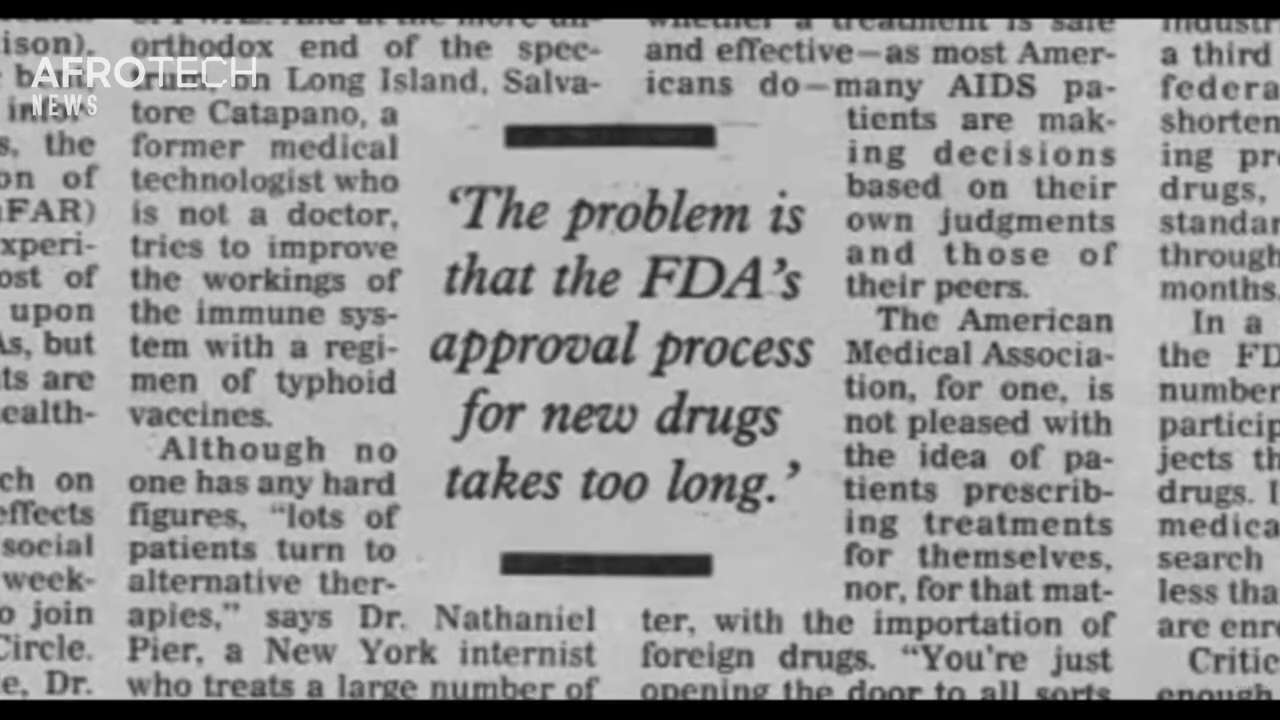 AFROTECH
NEWS
ison).
s, the
on of
FAR)
experi-
ost of
upon
As, but
ts are
ealth-
ch on
effects
social
week-
o join
Circle.
e, Dr.
orthodox end of the spec-
on Long Island, Salva-
tore Catapano, a
former medical
technologist who
is not a doctor,
tries to improve
the workings of
the immune sys-
tem with a regi-
men of typhoid
vaccines.
Although no
one has any hard
figures, “lots of
patients turn to
alternative ther-
apies,” says Dr. Nathaniel
Pier, a New York internist
who treats a large number of
‘The problem is
that the FDA’s
approval process
for new drugs
takes too long.’
whether a treatment is safe
and effective—as most Amer-
icans do—many AIDS pa-
tients are mak-
ing decisions
based on their
own judgments
and those of
their peers.
The American
Medical Associa-
tion, for one, is
not pleased with
the idea of pa-
tients prescrib-
ing treatments
for themselves,
nor, for that mat-
ter, with the importation of
foreign drugs. “You’re just
opening the door to all sorts
a third
federa
shorten
ing pr
drugs,
standar
through
months
In a
the FD
number
particip
jects th
drugs. I
medica
search
less tha
are enr
Critic
enough